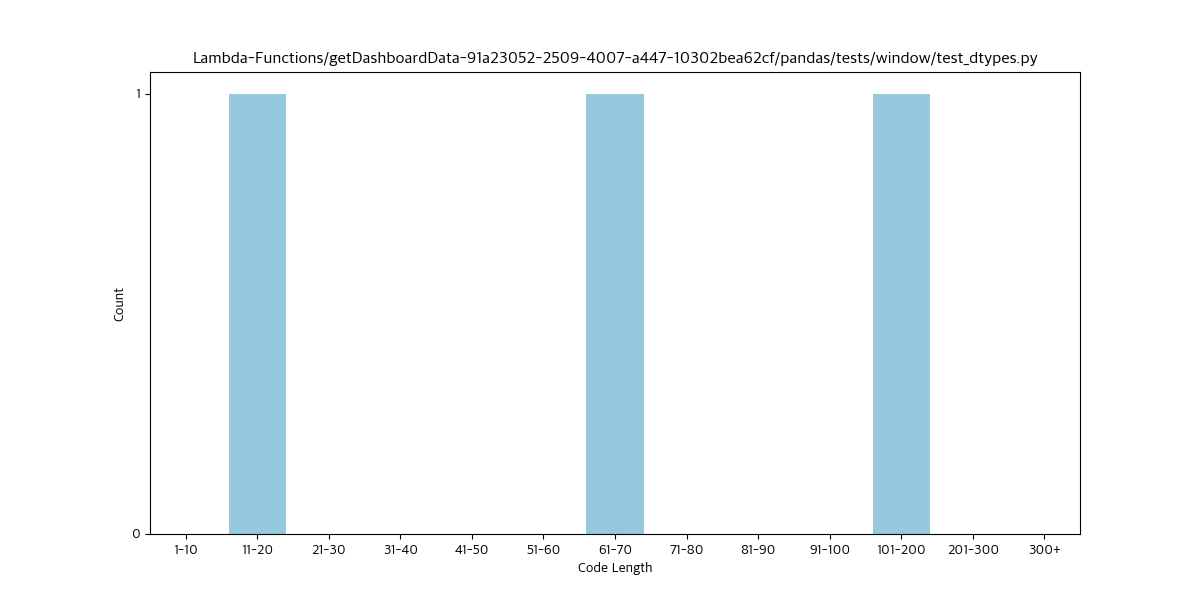 Lambda-Functions/getDashboardData-91a23052-2509-4007-a447-10302bea62cf/pandas/tests/window/test_dtypes.py
1
Count
0
1-10 11-20 21-30 31-40 41-50 51-60 61-70 71-80 81-90 91-100 101-200 201-300 300+
Code Length